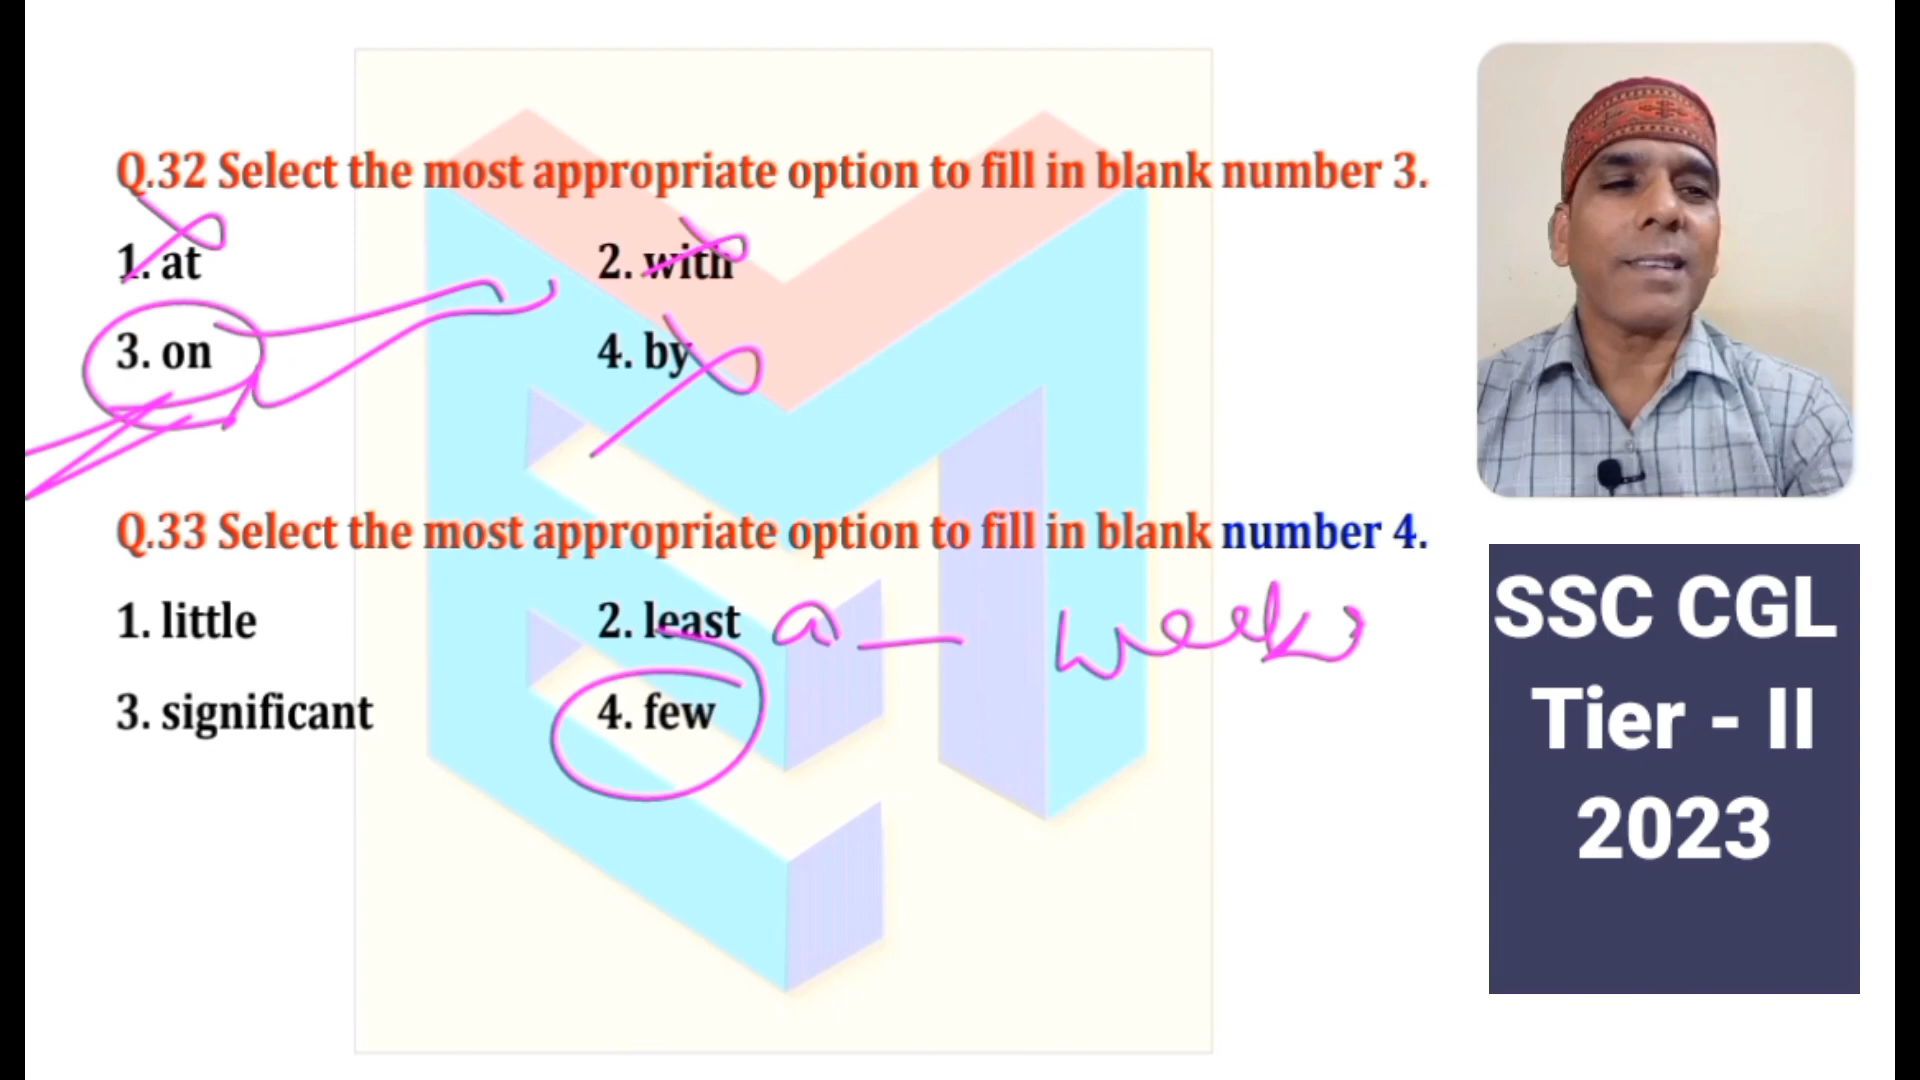 Q.32 Select the most appropriate option to fill in blank number 3.
1. at 2. with
3. on 4. by
Q.33 Select the most appropriate option to fill in blank number 4.
1. little 2. least a _ weeks
3. significant 4. few
SSC CGL
Tier - II
2023